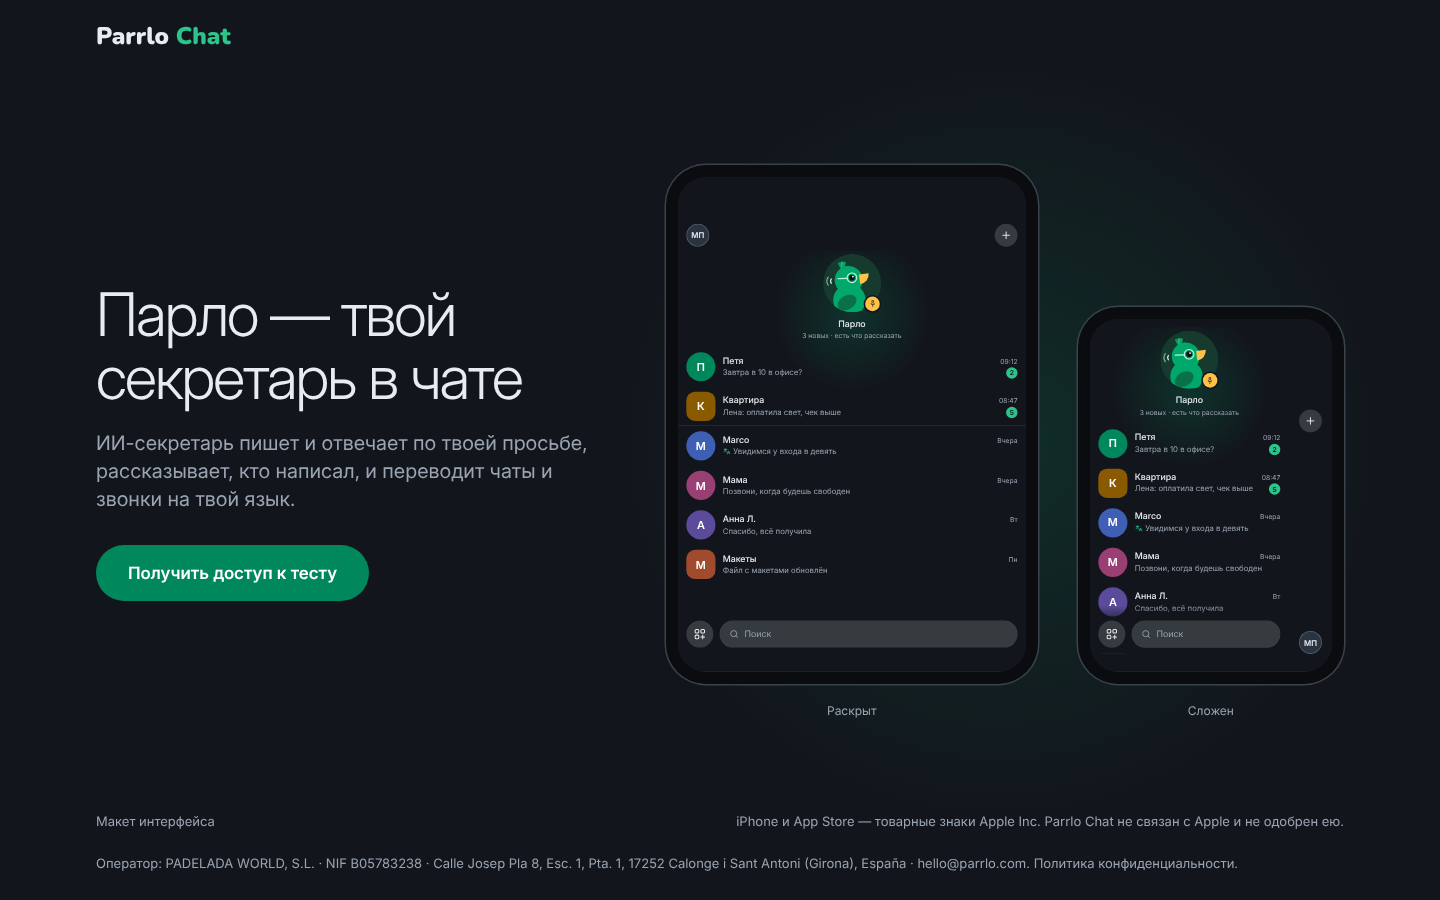 Parrlo Chat
Парло — твой
секретарь в чате
ИИ-секретарь пишет и отвечает по твоей просьбе,
рассказывает, кто написал, и переводит чаты и
звонки на твой язык.
Получить доступ к тесту
МП
+
Парло
3 новых · есть что рассказать
П
Петя
09:12
Завтра в 10 в офисе?
2
К
Квартира
08:47
Лена: оплатила свет, чек выше
5
M
Marco
Вчера
Увидимся у входа в девять
М
Мама
Вчера
Позвони, когда будешь свободен
А
Анна Л.
Вт
Спасибо, всё получила
М
Макеты
Пн
Файл с макетами обновлён
Поиск
Раскрыт
Парло
3 новых · есть что рассказать
+
П
Петя
09:12
Завтра в 10 в офисе?
2
К
Квартира
08:47
Лена: оплатила свет, чек выше
5
M
Marco
Вчера
Увидимся у входа в девять
М
Мама
Вчера
Позвони, когда будешь свободен
А
Анна Л.
Вт
Спасибо, всё получила
Поиск
МП
Сложен
Макет интерфейса
iPhone и App Store — товарные знаки Apple Inc. Parrlo Chat не связан с Apple и не одобрен ею.
Оператор: PADELADA WORLD, S.L. · NIF B05783238 · Calle Josep Pla 8, Esc. 1, Pta. 1, 17252 Calonge i Sant Antoni (Girona), España · hello@parrlo.com. Политика конфиденциальности.